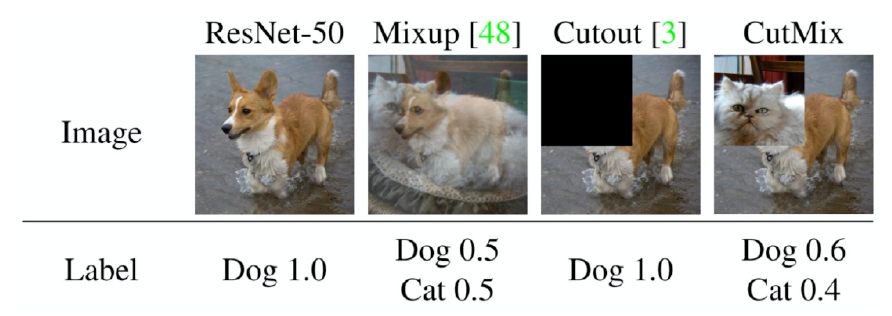 ResNet-50 Mixup [48] Cutout [3] CutMix
Image
Label Dog 1.0 Dog 0.5 Cat 0.5 Dog 1.0 Dog 0.6 Cat 0.4